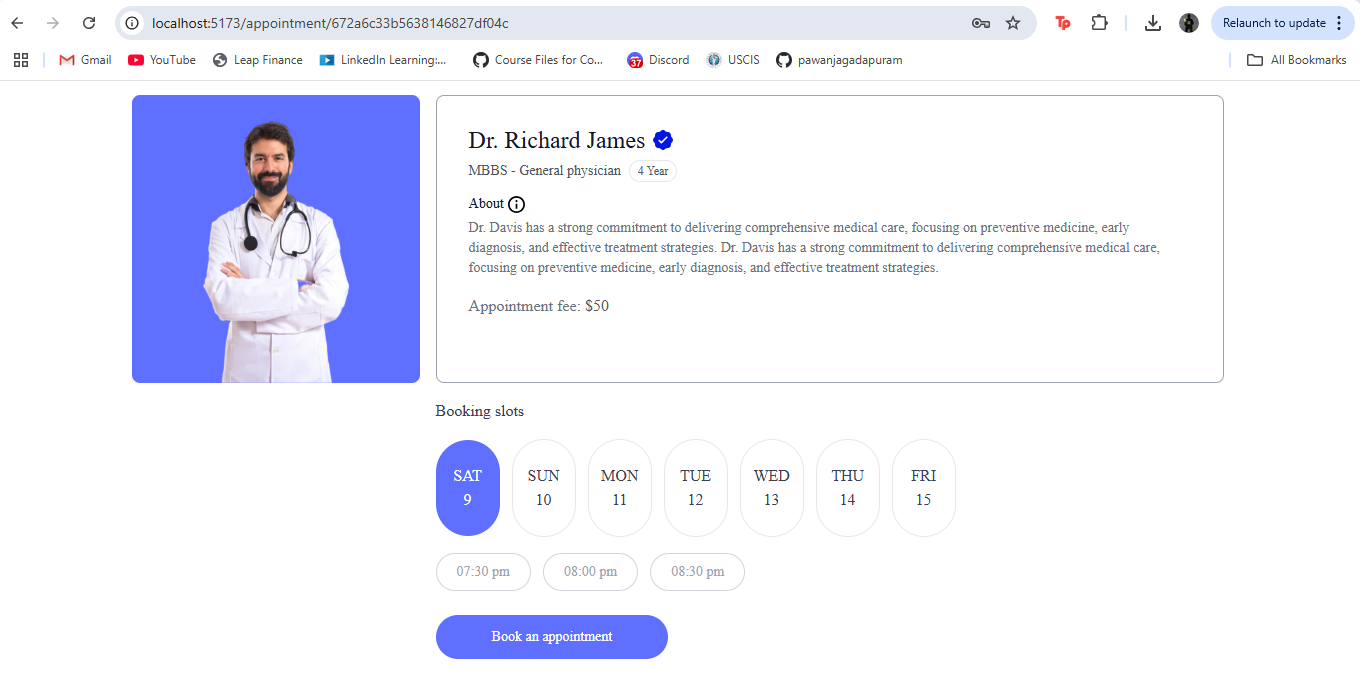 localhost:5173/appointment/672a6c33b5638146827df04c
Tp
Relaunch to update
Gmail
YouTube
Leap Finance
LinkedIn Learning:...
Course Files for Co...
37
Discord
USCIS
pawanjagadapuram
All Bookmarks
Dr. Richard James
MBBS - General physician
4 Year
About
Dr. Davis has a strong commitment to delivering comprehensive medical care, focusing on preventive medicine, early
diagnosis, and effective treatment strategies. Dr. Davis has a strong commitment to delivering comprehensive medical care,
focusing on preventive medicine, early diagnosis, and effective treatment strategies.
Appointment fee: $50
Booking slots
SAT
9
SUN
10
MON
11
TUE
12
WED
13
THU
14
FRI
15
07:30 pm
08:00 pm
08:30 pm
Book an appointment